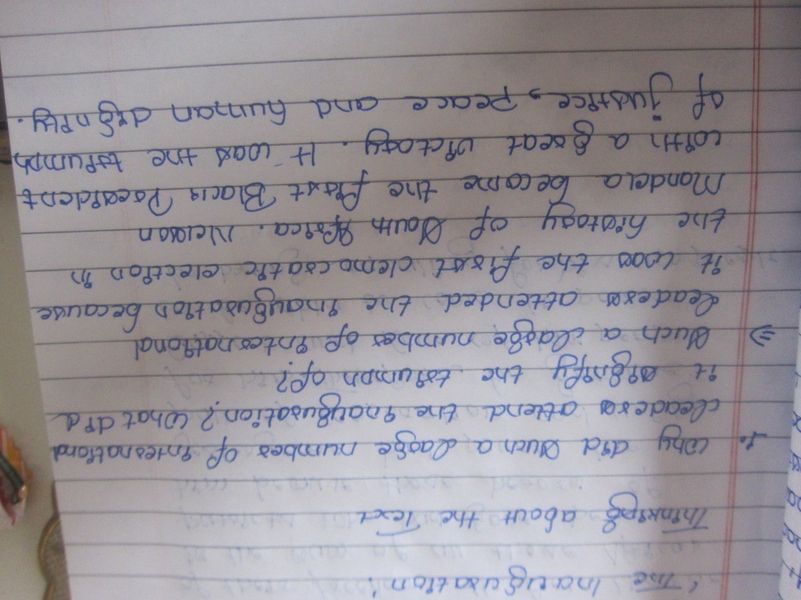 "The Inauguration"
Thinking about the Text
1. Why did such a large number of international
leaders attend the inauguration? What did
it signify the triumph of?
⇒ Such a large number of international
leaders attended the inauguration because
it was the first democratic election in
the history of South Africa. Nelson
Mandela become the first Black President
with a great victory. It was the triumph
of justice, peace and human dignity.